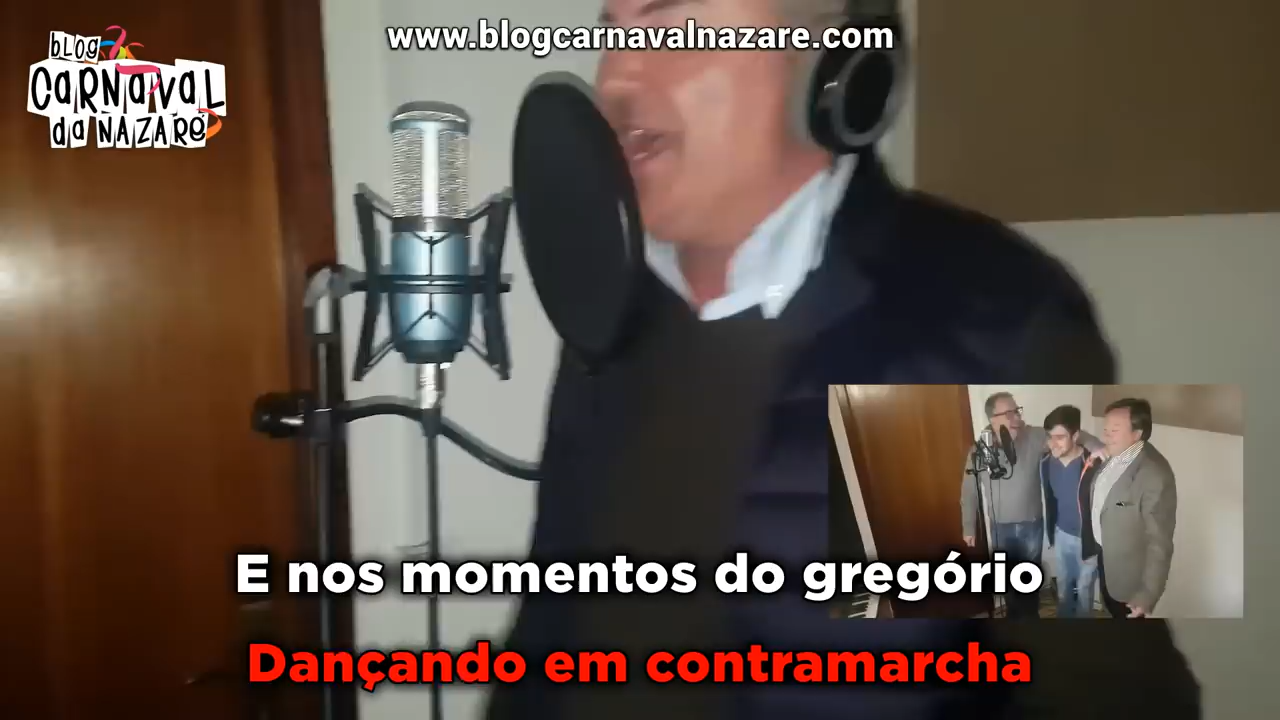 www.blogcarnavalnazare.com
BLOG
CARNAVAL
da NAZARÉ
E nos momentos do gregório
Dançando em contramarcha